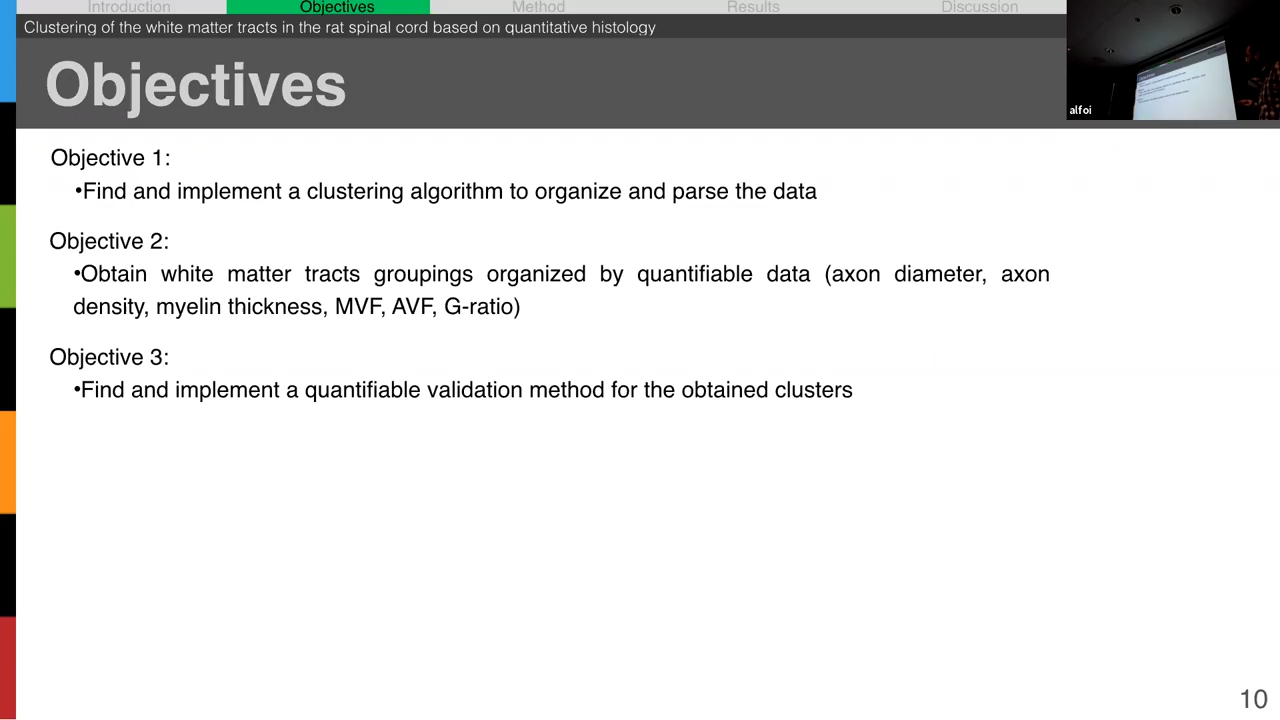 Introduction
Objectives
Method
Results
Discussion
Clustering of the white matter tracts in the rat spinal cord based on quantitative histology
Objectives
alfoi
Objective 1:
•Find and implement a clustering algorithm to organize and parse the data
Objective 2:
•Obtain white matter tracts groupings organized by quantifiable data (axon diameter, axon
density, myelin thickness, MVF, AVF, G-ratio)
Objective 3:
•Find and implement a quantifiable validation method for the obtained clusters
10